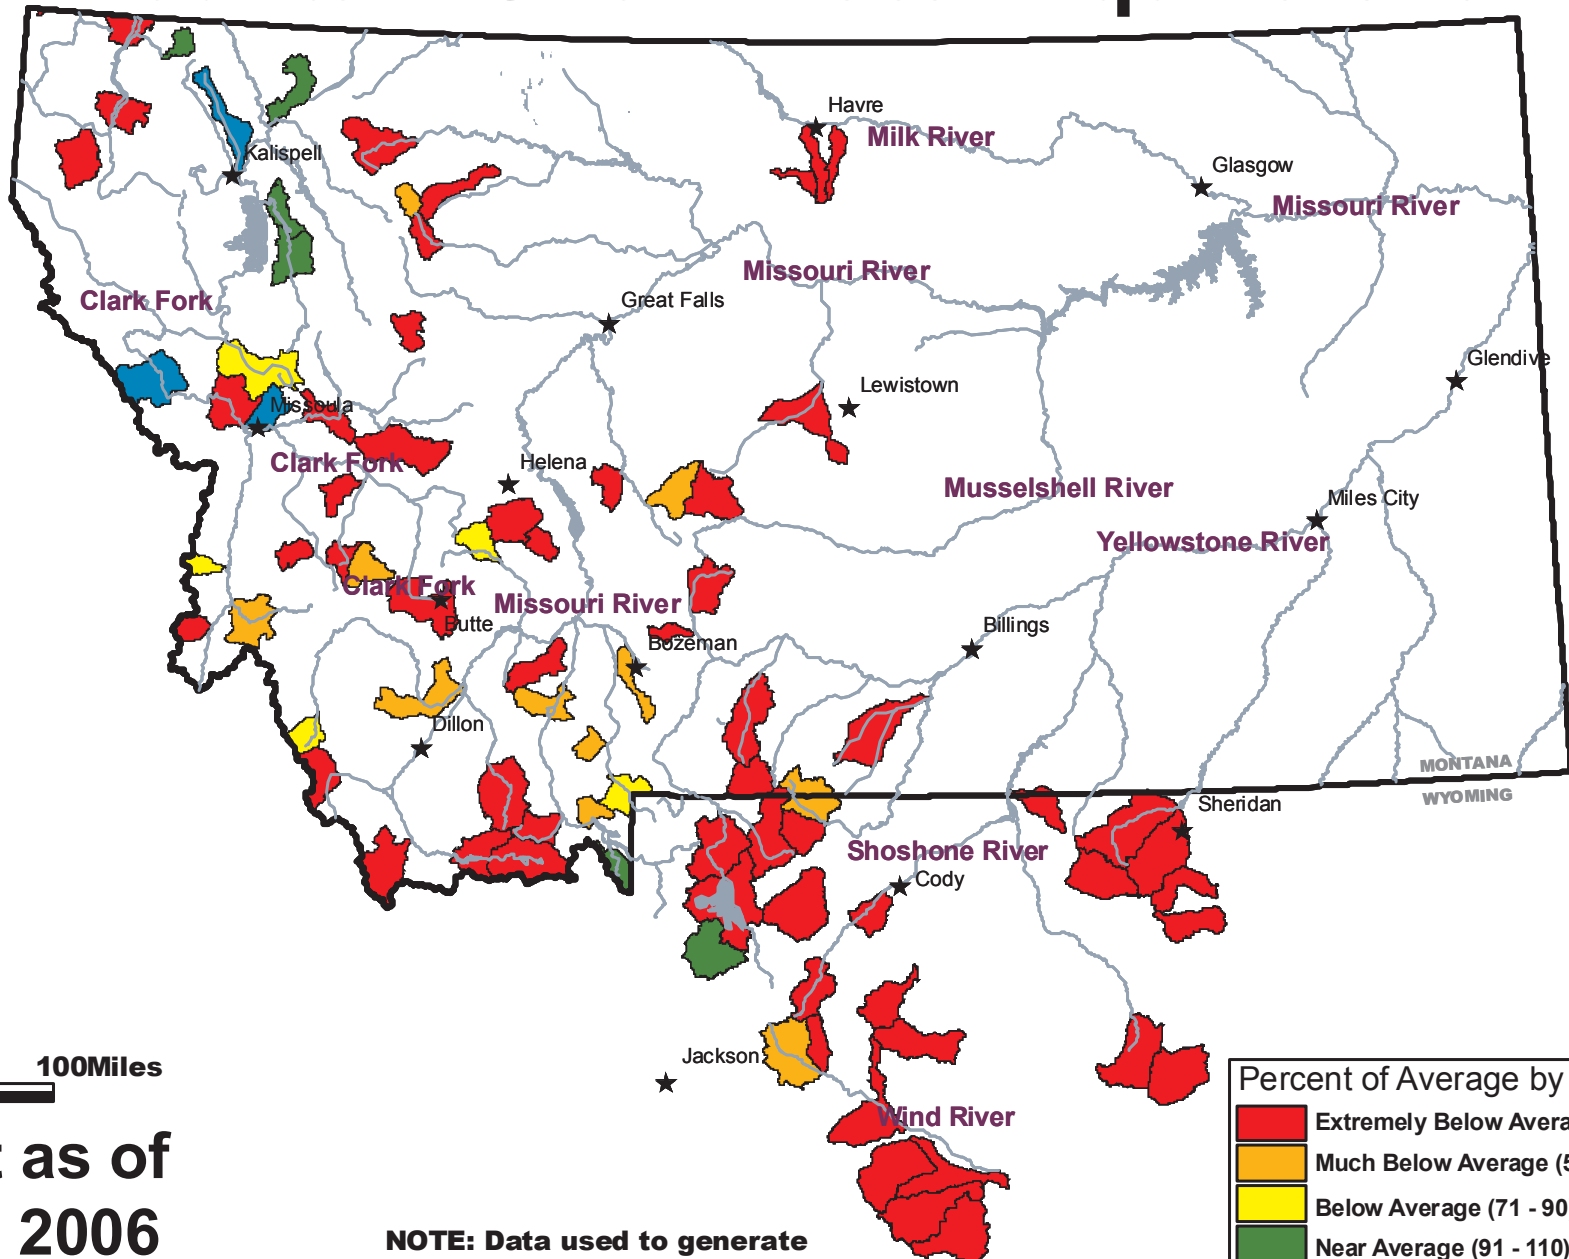 Havre
Milk River
Kalispell
Glasgow
Missouri River
Missouri River
Clark Fork
Great Falls
Glendive
Lewistown
Missoula
Clark Fork
Helena
Musselshell River
Miles City
Yellowstone River
Clark Fork
Missouri River
Butte
Billings
Bozeman
Dillon
MONTANA
WYOMING
Sheridan
Shoshone River
Cody
Jackson
100Miles
Wind River
Percent of Average by
Extremely Below Avera
Much Below Average (5
Below Average (71 - 90
Near Average (91 - 110)
as of
2006
NOTE: Data used to generate